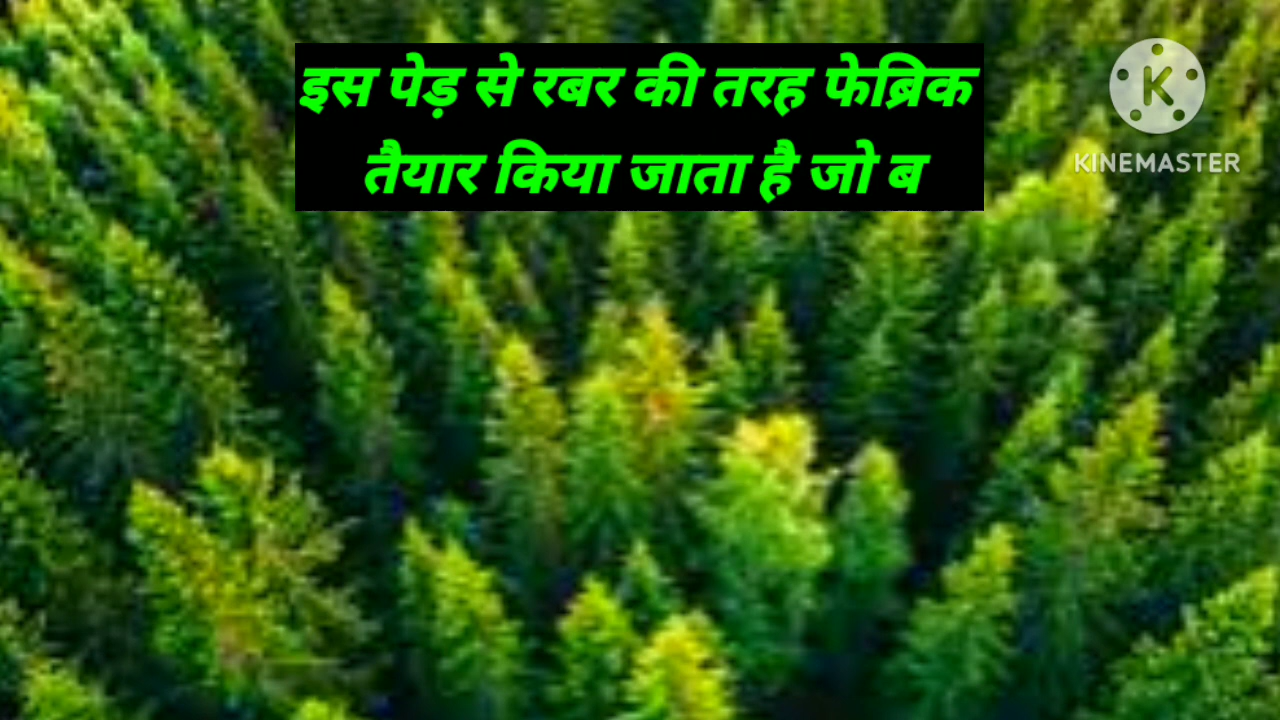 इस पेड़ से रबर की तरह फेब्रिक
तैयार किया जाता है जो ब
KINEMASTER